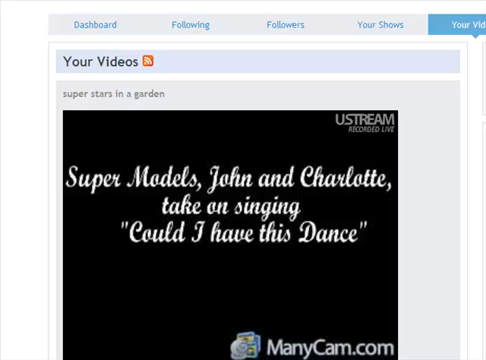 Dashboard Following Followers Your Shows Your Vid
Your Videos
super stars in a garden
USTREAM
RECORDED LIVE
Super Models, John and Charlotte,
take on singing
"Could I have this Dance"
ManyCam.com